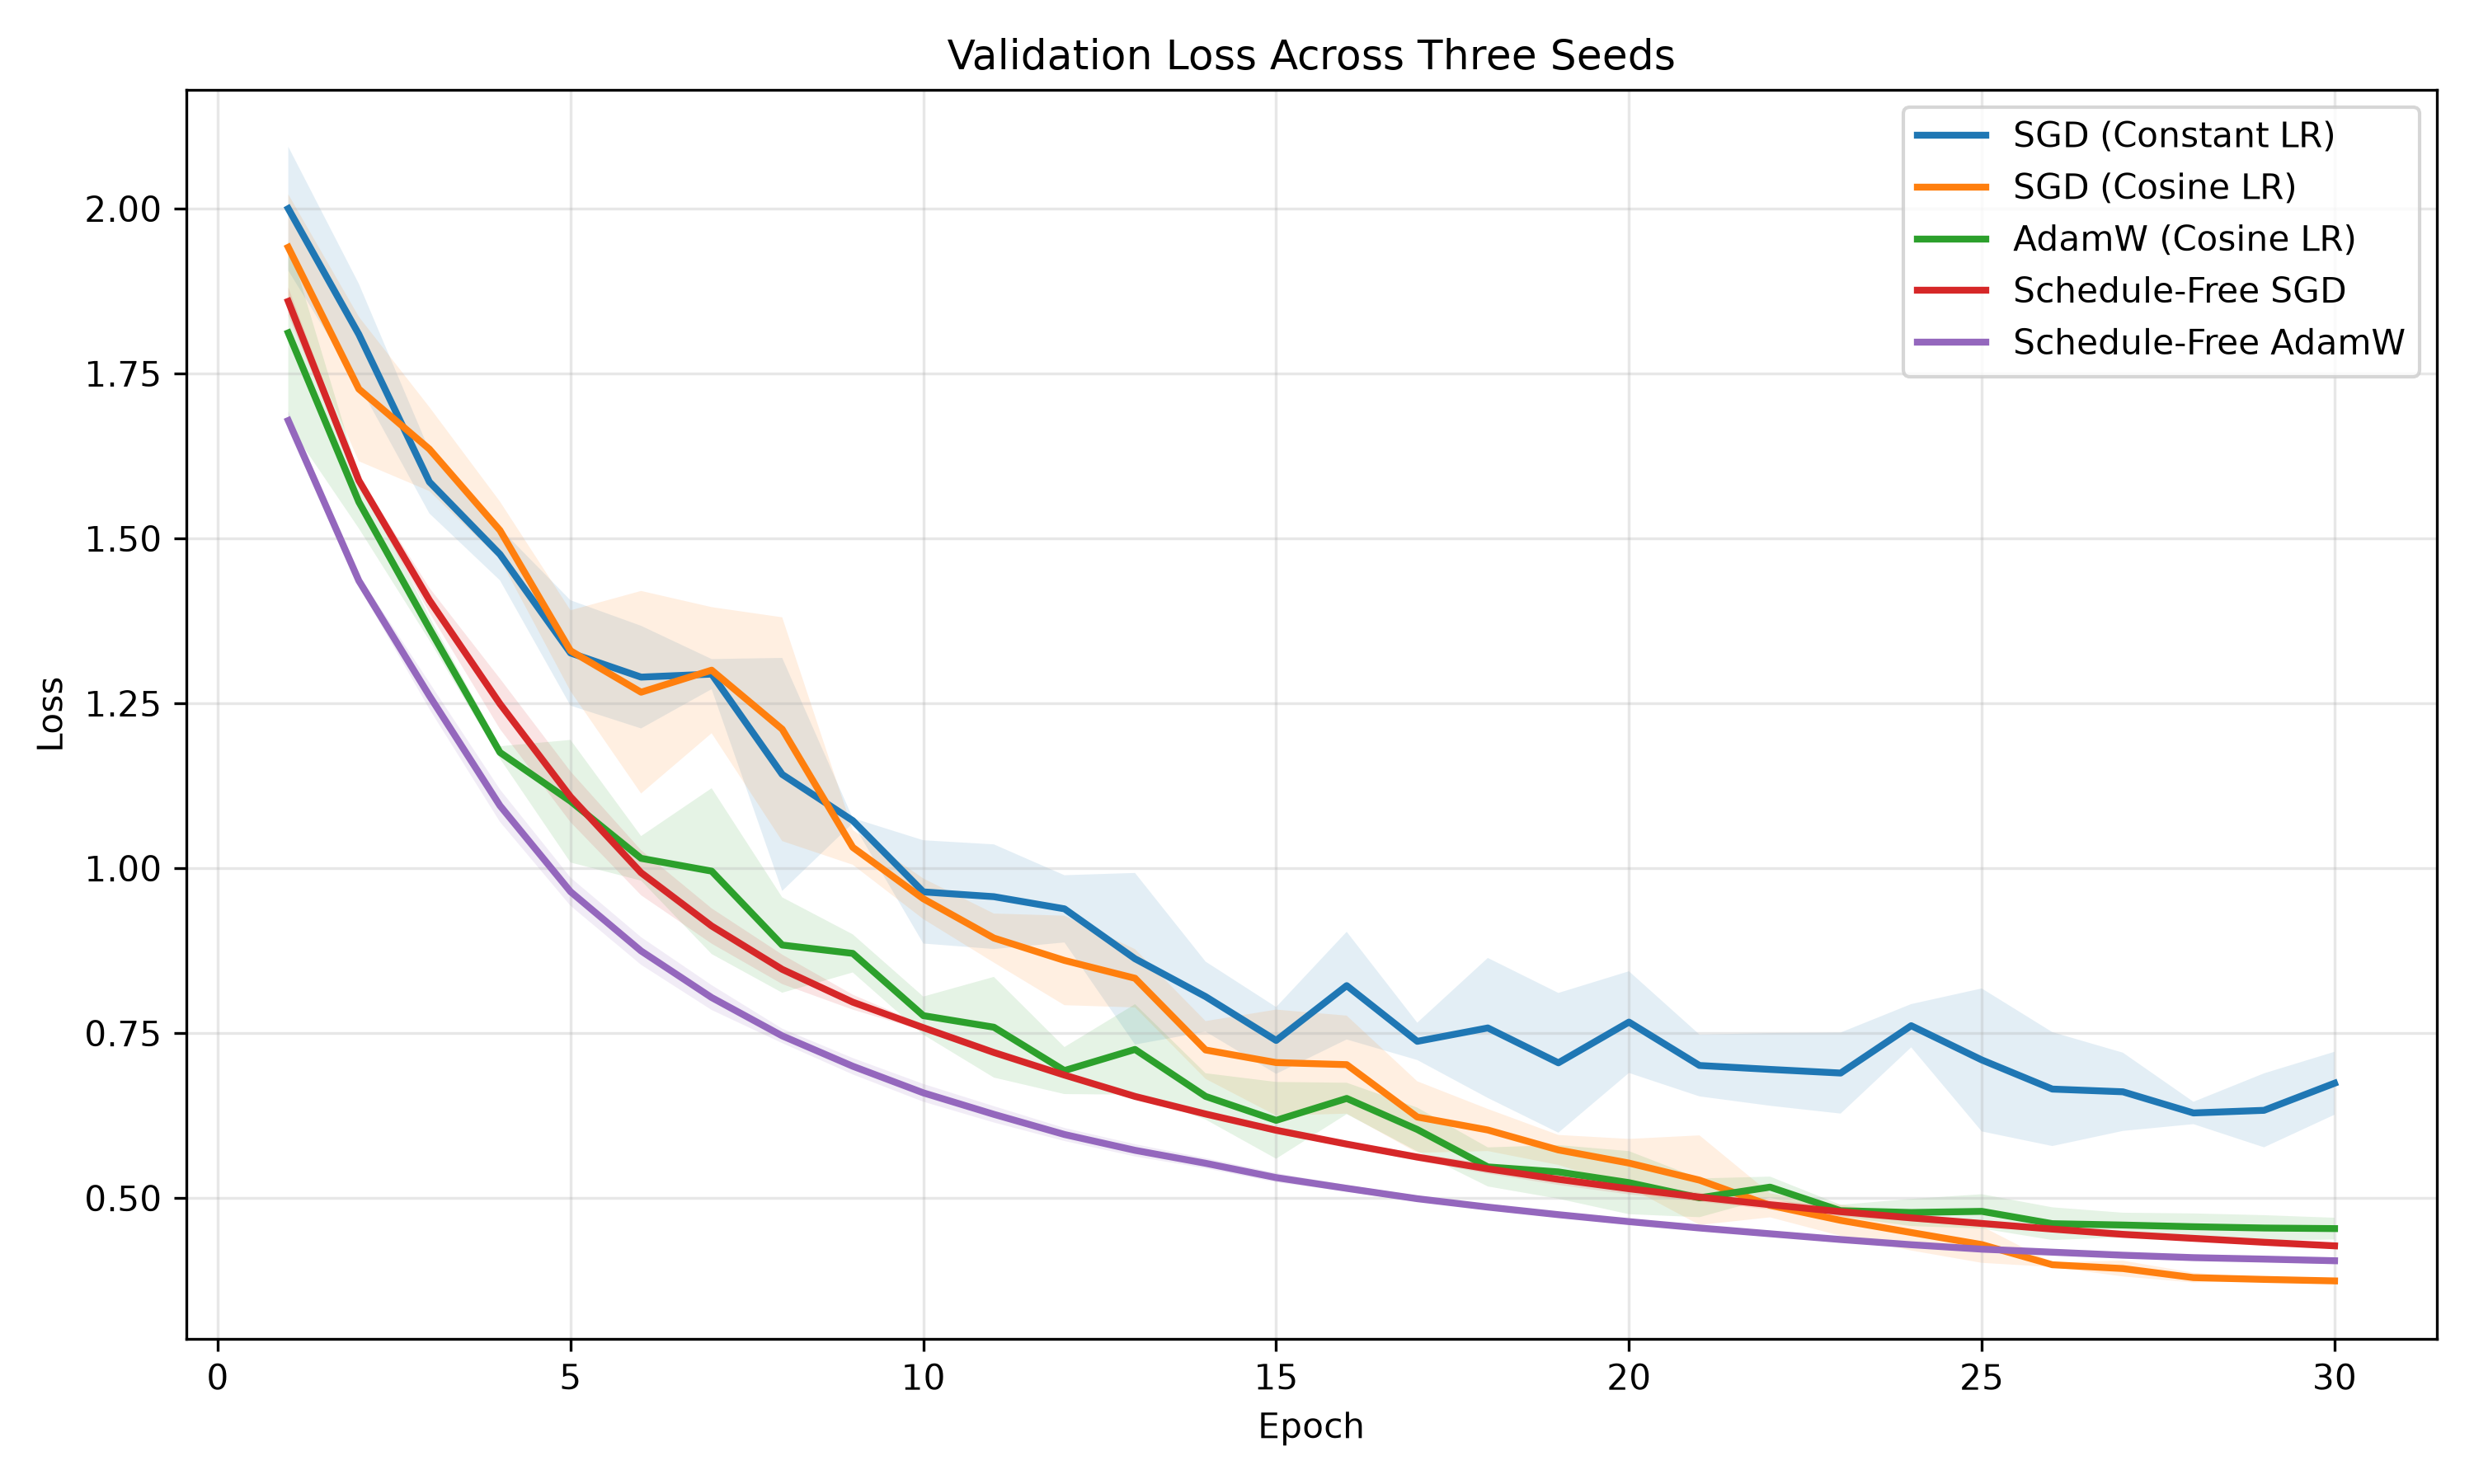 Validation Loss Across Three Seeds
SGD (Constant LR)
SGD (Cosine LR)
AdamW (Cosine LR)
Schedule-Free SGD
Schedule-Free AdamW
2.00
1.75
1.50
1.25
1.00
0.75
0.50
Loss
0 5 10 15 20 25 30
Epoch